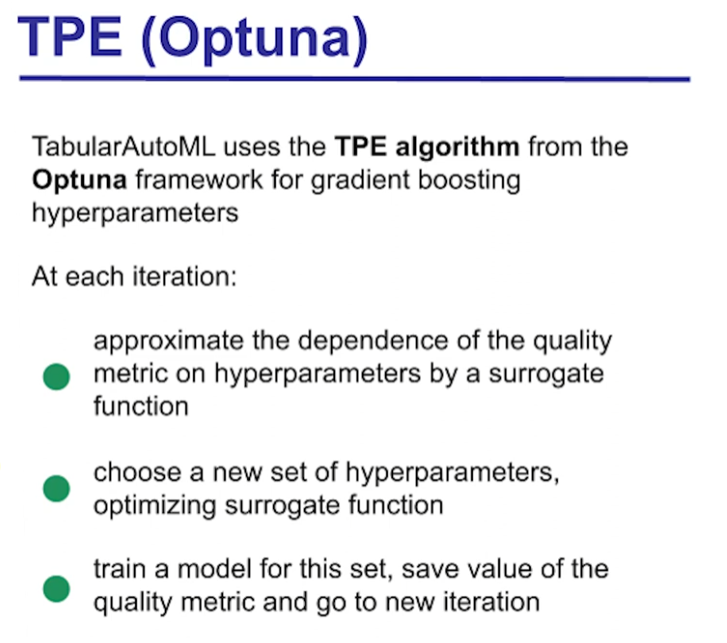 TPE (Optuna)
TabularAutoML uses the TPE algorithm from the
Optuna framework for gradient boosting
hyperparameters
At each iteration:
approximate the dependence of the quality
metric on hyperparameters by a surrogate
function
choose a new set of hyperparameters,
optimizing surrogate function
train a model for this set, save value of the
quality metric and go to new iteration